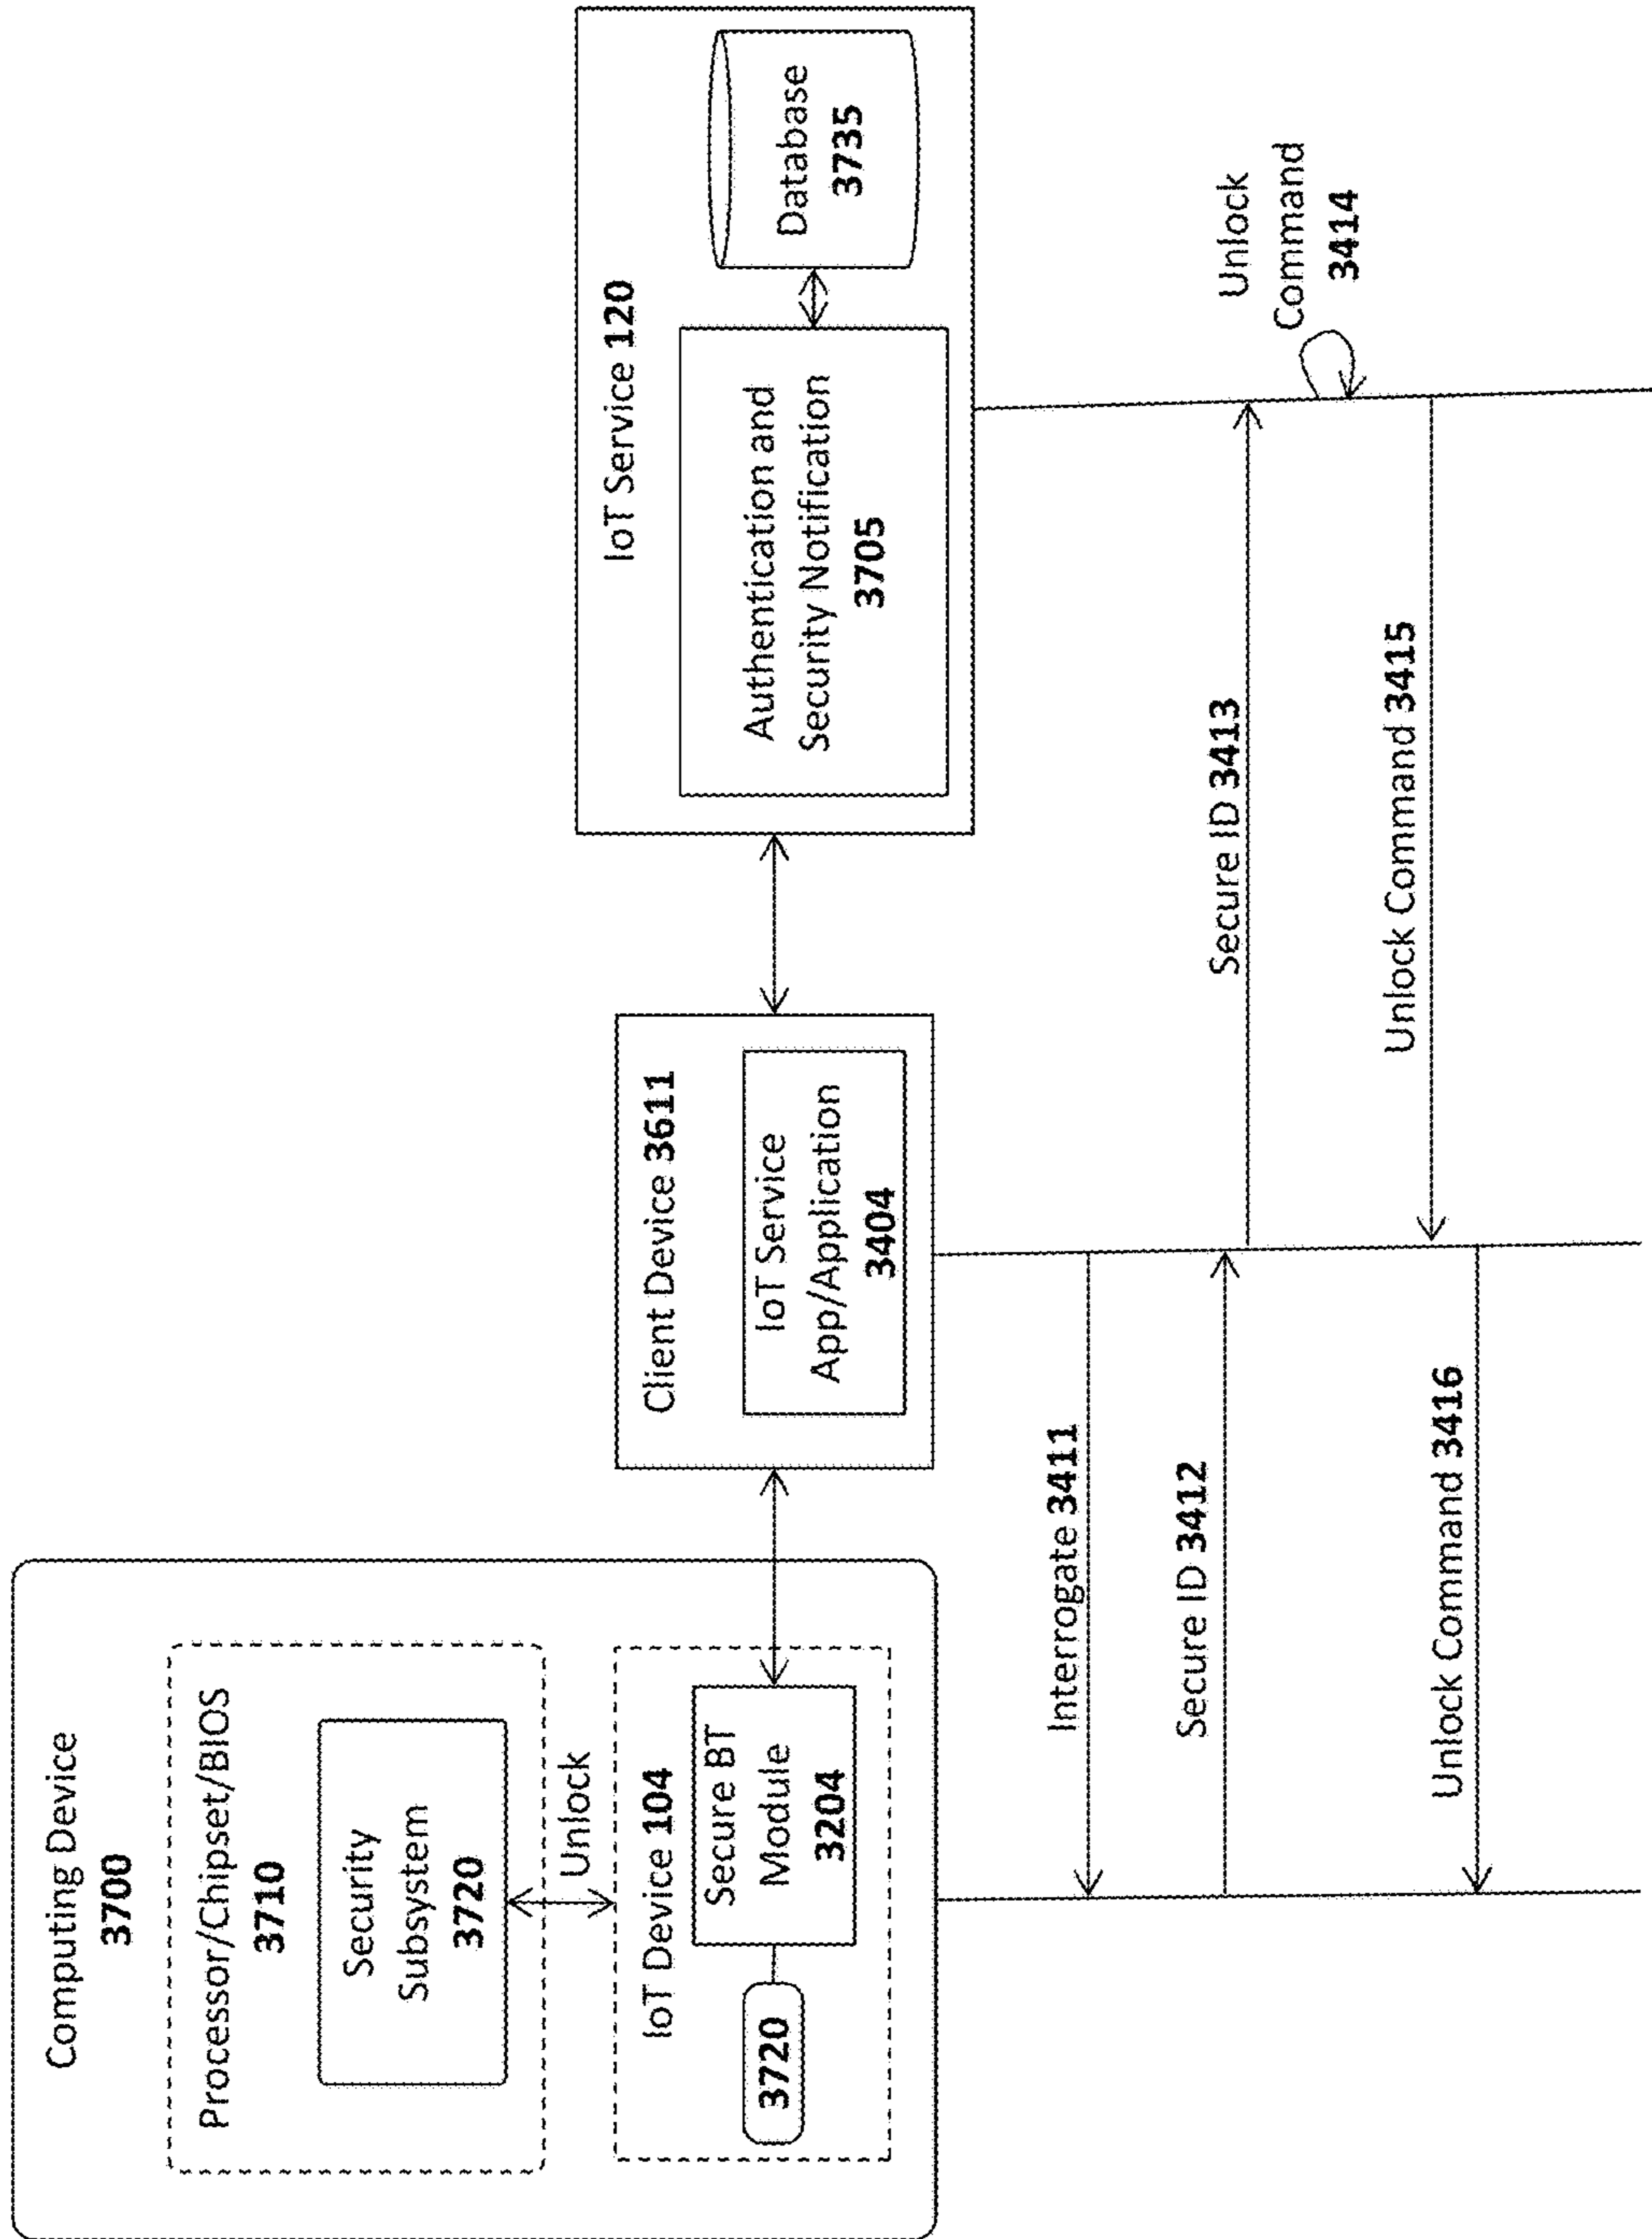 Computing Device
3700
Processor/Chipset/BIOS
3710
Security
Subsystem
3720
Unlock
IoT Device 104
Secure BT
Module
3204
3720
Client Device 3611
IoT Service
App/Application
3404
IoT Service 120
Authentication and
Security Notification
3705
Database
3735
Interrogate 3411
Secure ID 3412
Secure ID 3413
Unlock
Command
3414
Unlock Command 3415
Unlock Command 3416